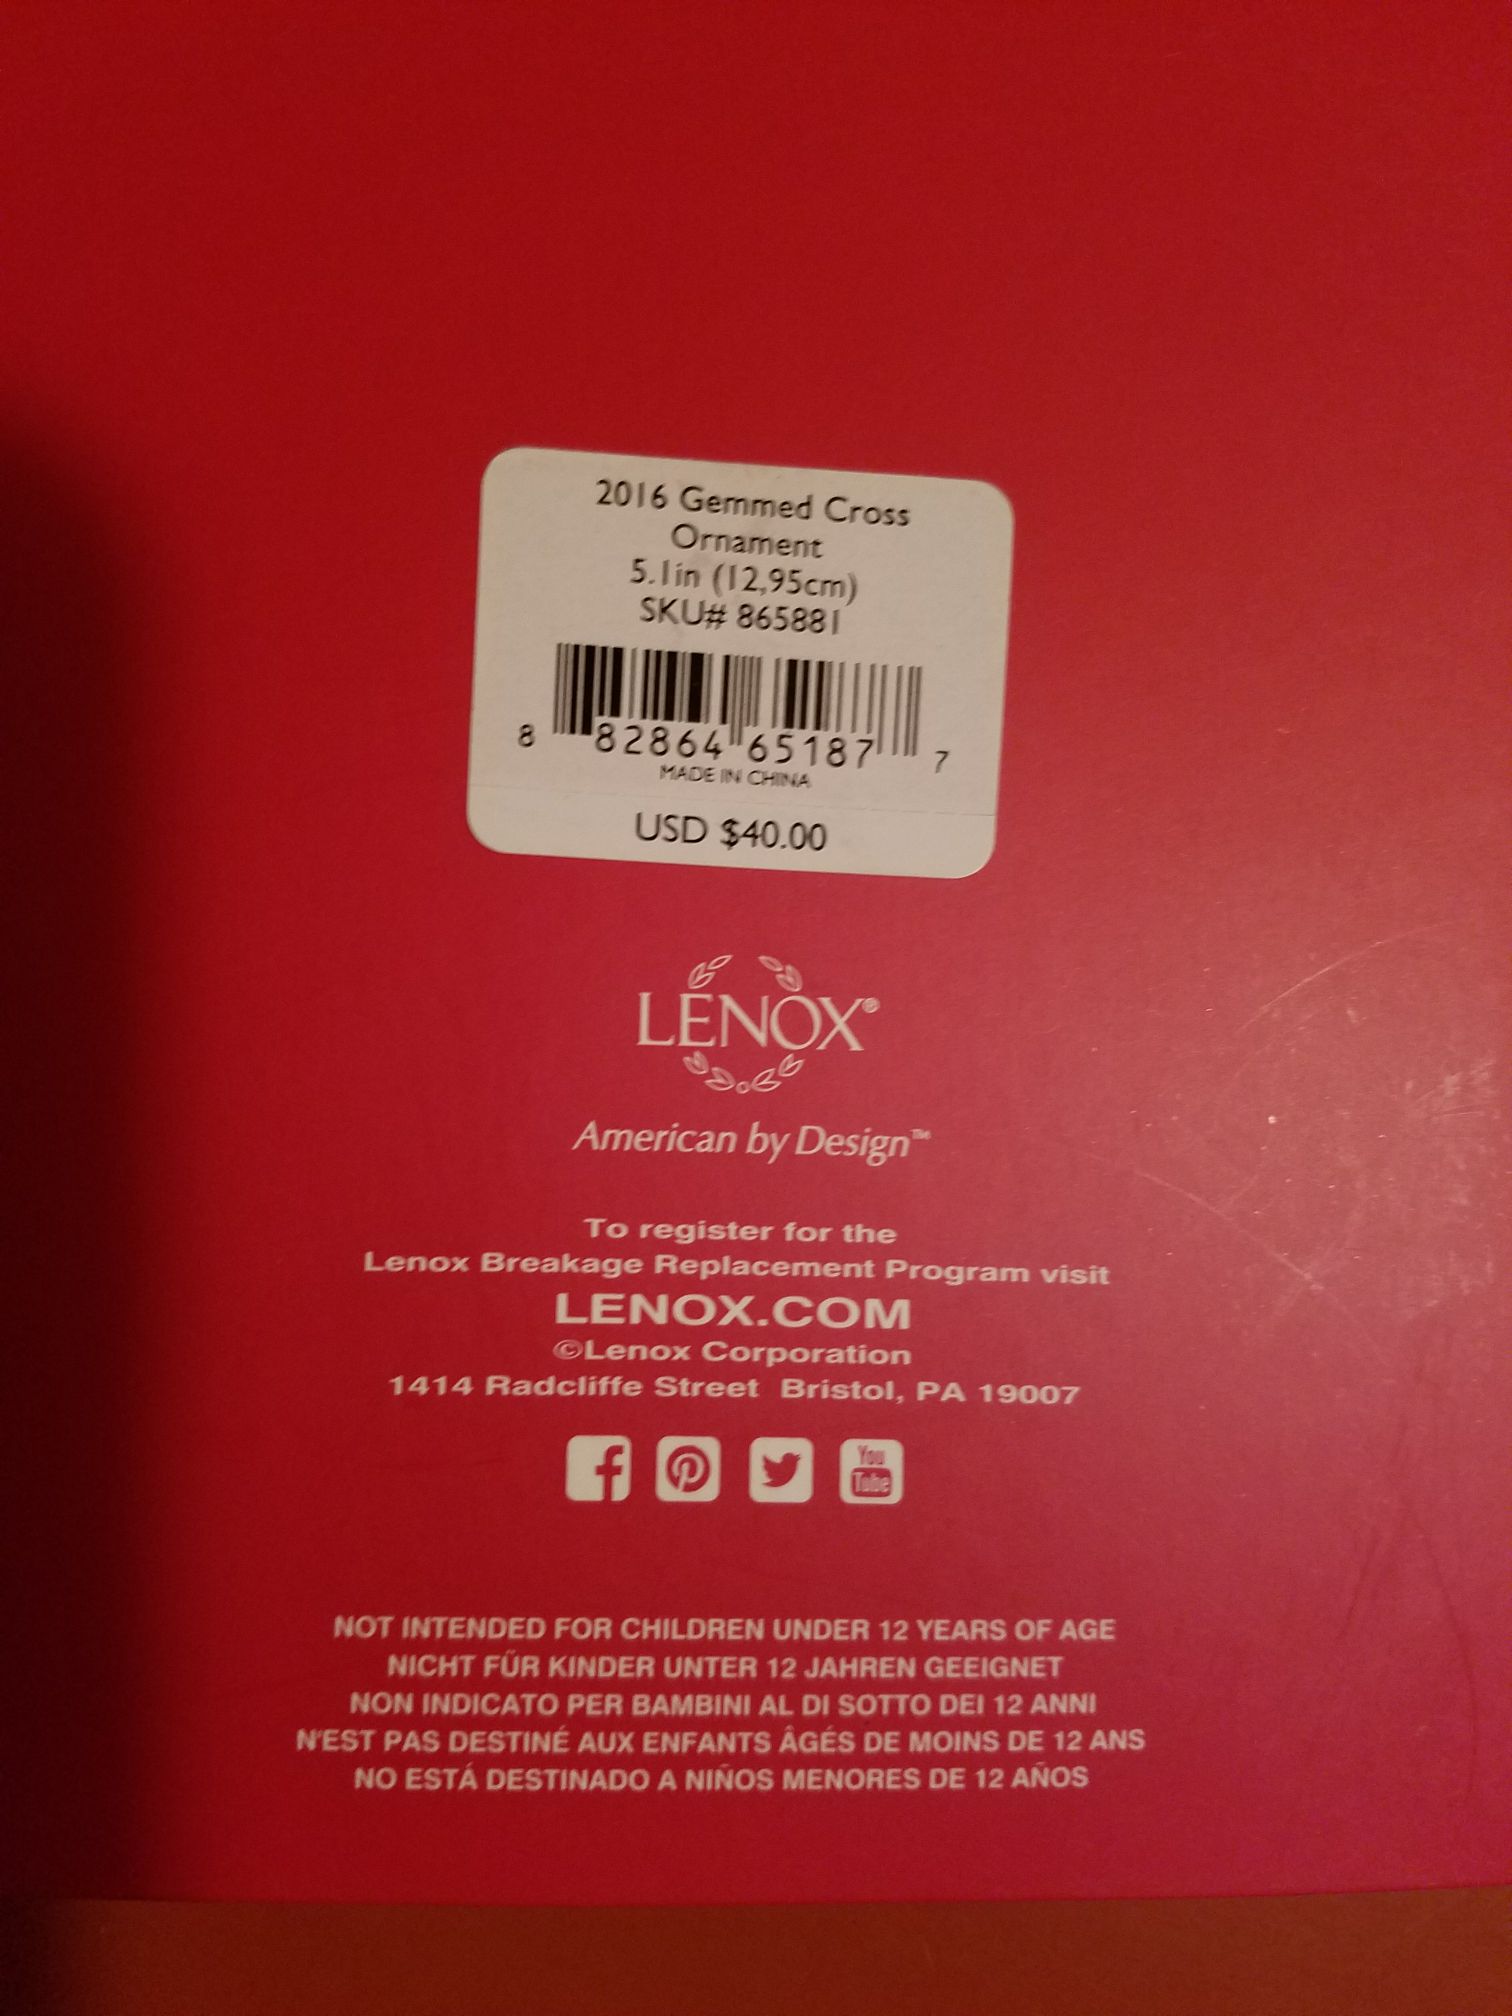 2016 Gemmed Cross
Ornament
5.1in (12,95cm)
SKU# 865881
8 82864 65187 7
MADE IN CHINA
USD $40.00
LENOX®
American by Design™
To register for the
Lenox Breakage Replacement Program visit
LENOX.COM
©Lenox Corporation
1414 Radcliffe Street Bristol, PA 19007
You
Tube
NOT INTENDED FOR CHILDREN UNDER 12 YEARS OF AGE
NICHT FÜR KINDER UNTER 12 JAHREN GEEIGNET
NON INDICATO PER BAMBINI AL DI SOTTO DEI 12 ANNI
N'EST PAS DESTINÉ AUX ENFANTS ÂGÉS DE MOINS DE 12 ANS
NO ESTÁ DESTINADO A NIÑOS MENORES DE 12 AÑOS